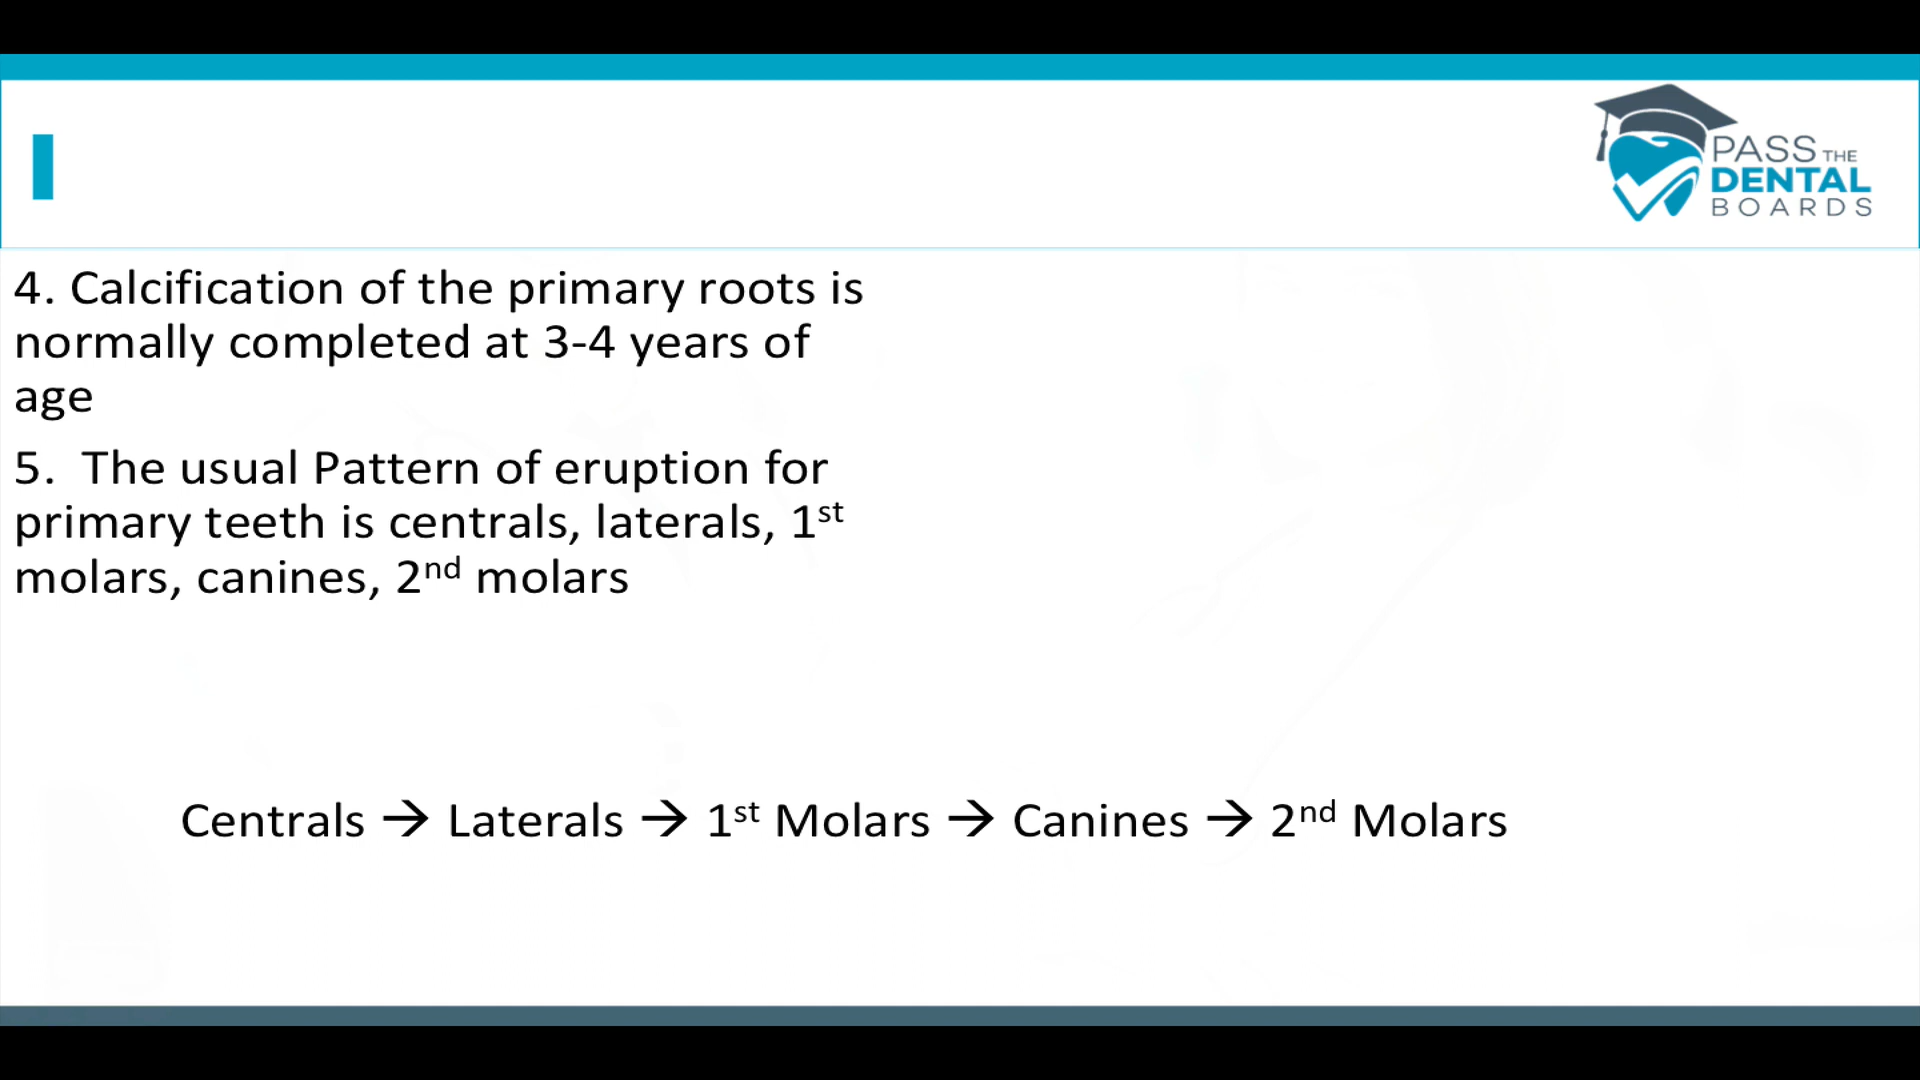 PASS THE
DENTAL
BOARDS
4. Calcification of the primary roots is
normally completed at 3-4 years of
age
5. The usual Pattern of eruption for
primary teeth is centrals, laterals, 1st
molars, canines, 2nd molars
Centrals → Laterals → 1st Molars → Canines → 2nd Molars